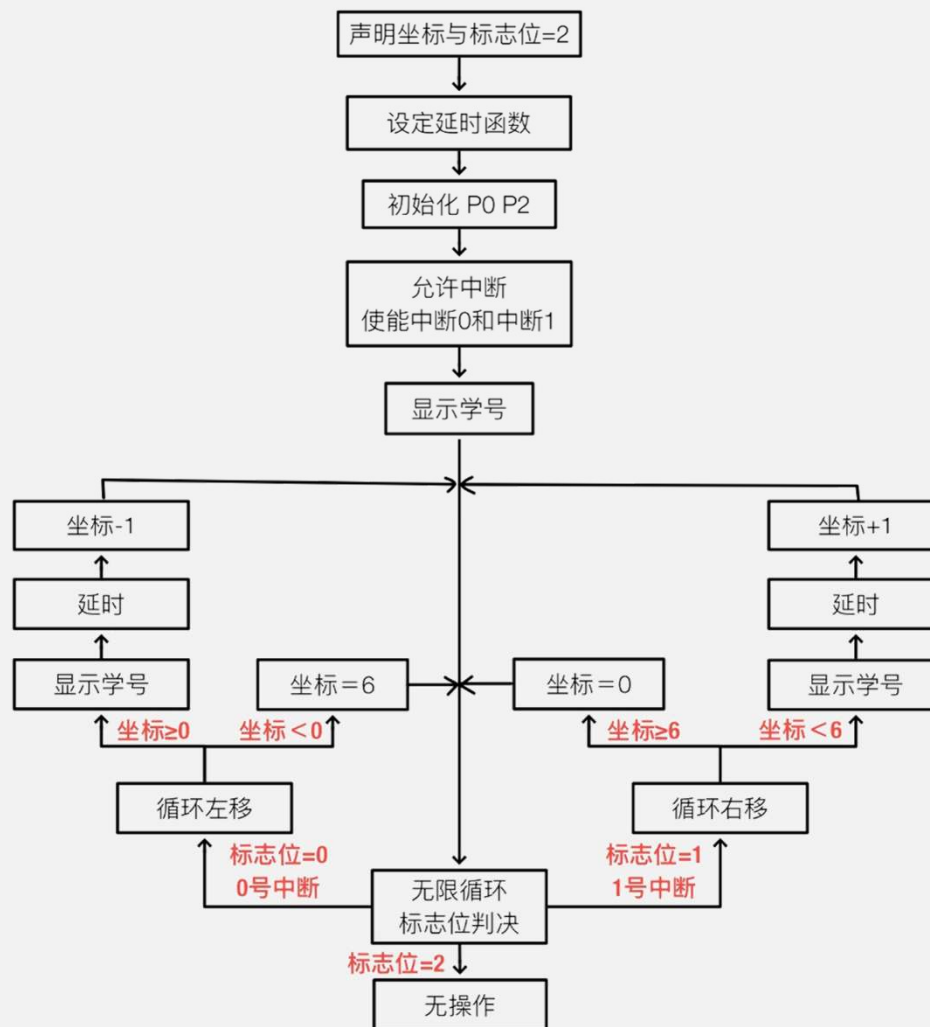 声明坐标与标志位=2
设定延时函数
初始化 P0 P2
允许中断
使能中断0和中断1
显示学号
坐标-1
坐标+1
延时
延时
显示学号
坐标=6
坐标=0
显示学号
坐标≥0
坐标<0
坐标≥6
坐标<6
循环左移
循环右移
标志位=0
0号中断
标志位=1
1号中断
无限循环
标志位判决
标志位=2
无操作